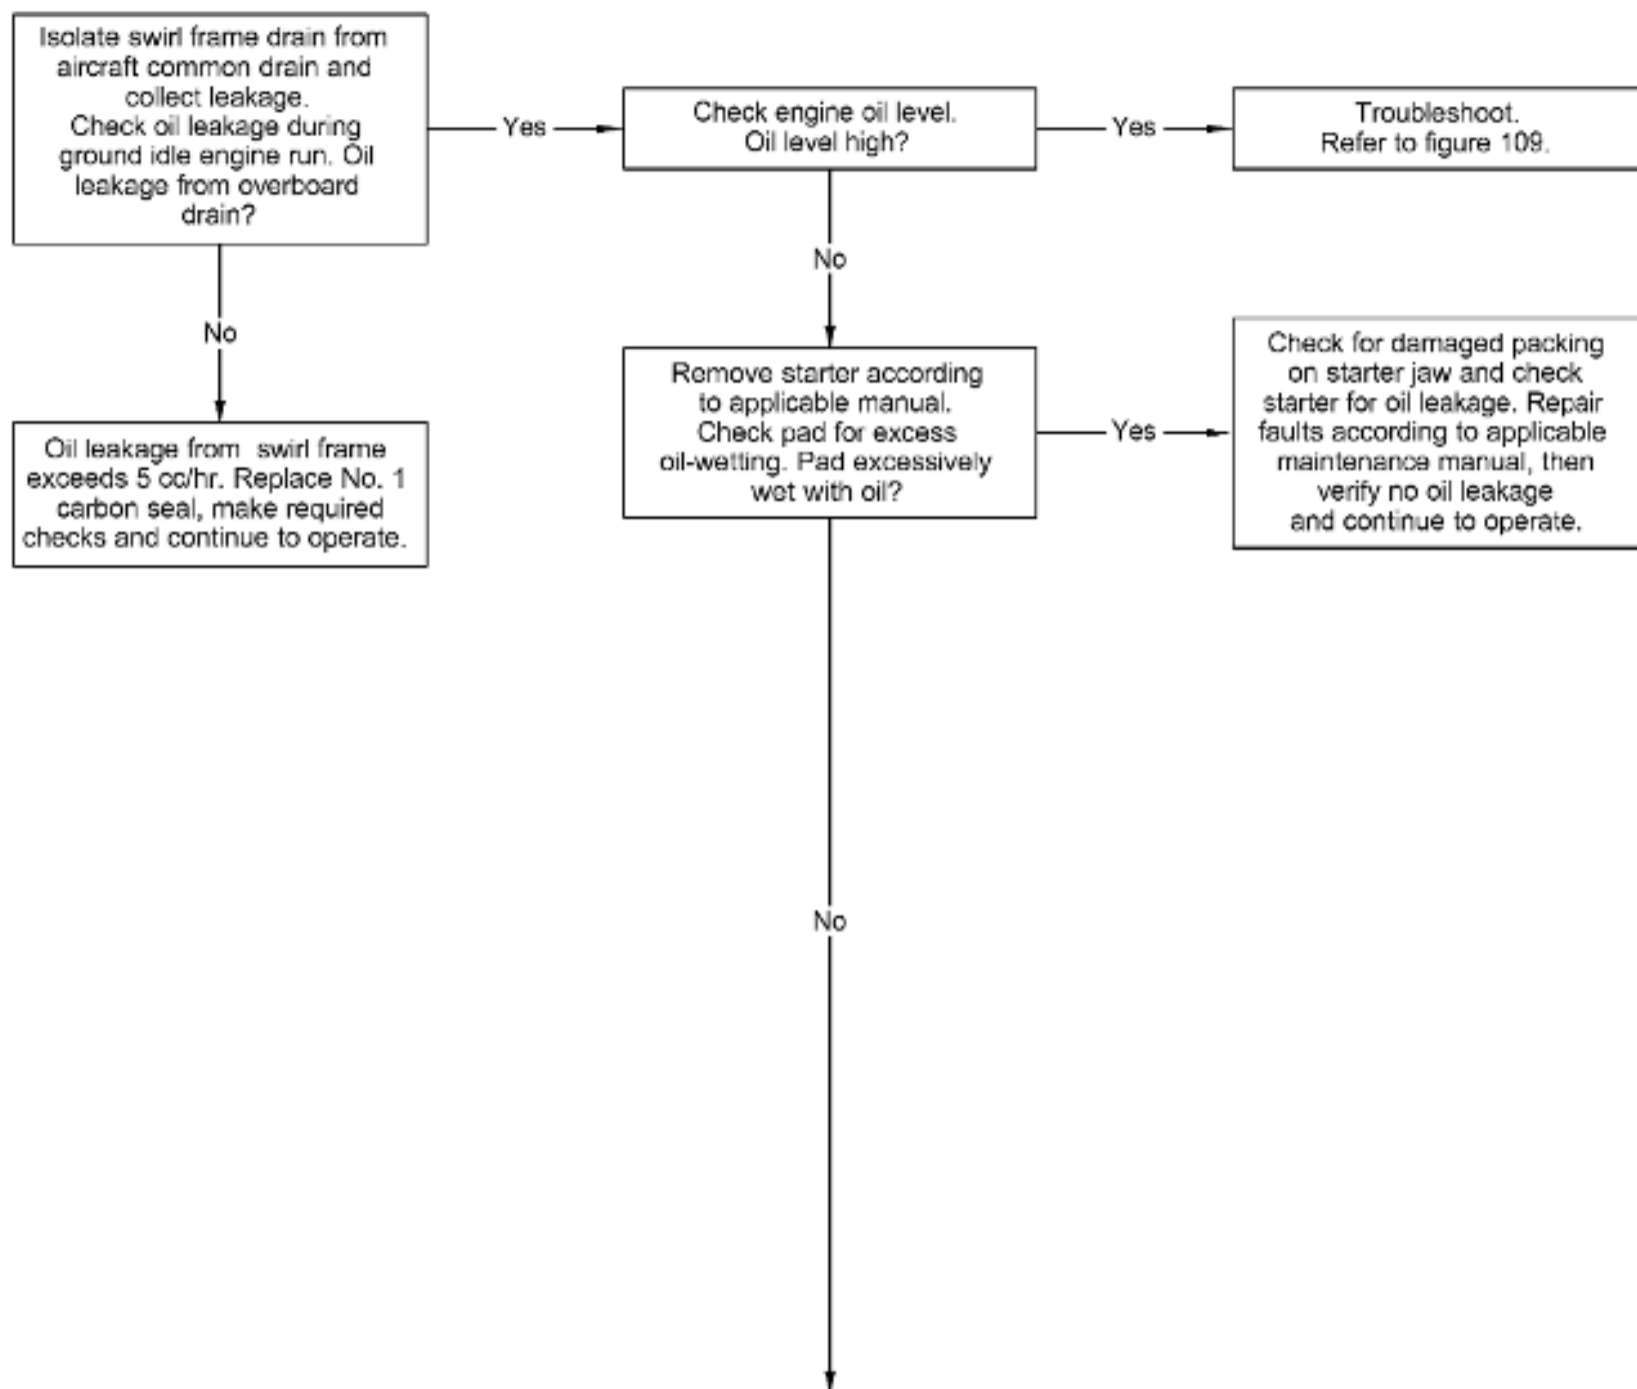 Isolate swirl frame drain from
aircraft common drain and
collect leakage.
Check oil leakage during
ground idle engine run. Oil
leakage from overboard
drain?
Yes
Check engine oil level.
Oil level high?
Yes
Troubleshoot.
Refer to figure 109.
No
No
Oil leakage from swirl frame
exceeds 5 cc/hr. Replace No. 1
carbon seal, make required
checks and continue to operate.
Remove starter according
to applicable manual.
Check pad for excess
oil-wetting. Pad excessively
wet with oil?
Yes
Check for damaged packing
on starter jaw and check
starter for oil leakage. Repair
faults according to applicable
maintenance manual, then
verify no oil leakage
and continue to operate.
No